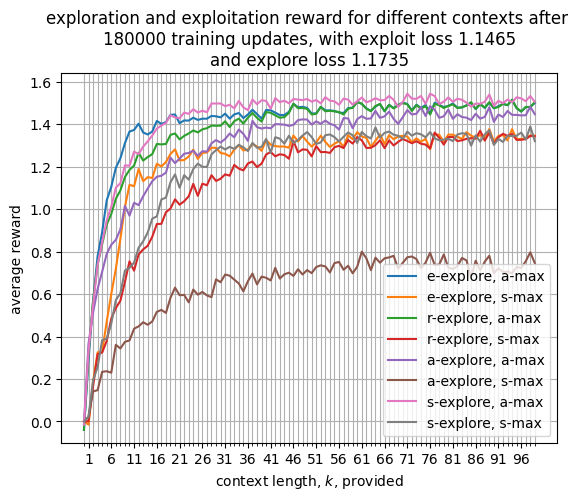 exploration and exploitation reward for different contexts after
180000 training updates, with exploit loss 1.1465
and explore loss 1.1735
1.6
1.4
1.2
1.0
0.8
0.6
0.4
0.2
0.0
average reward
e-explore, a-max
e-explore, s-max
r-explore, a-max
r-explore, s-max
a-explore, a-max
a-explore, s-max
s-explore, a-max
s-explore, s-max
1 6 11 16 21 26 31 36 41 46 51 56 61 66 71 76 81 86 91 96
context length, k, provided